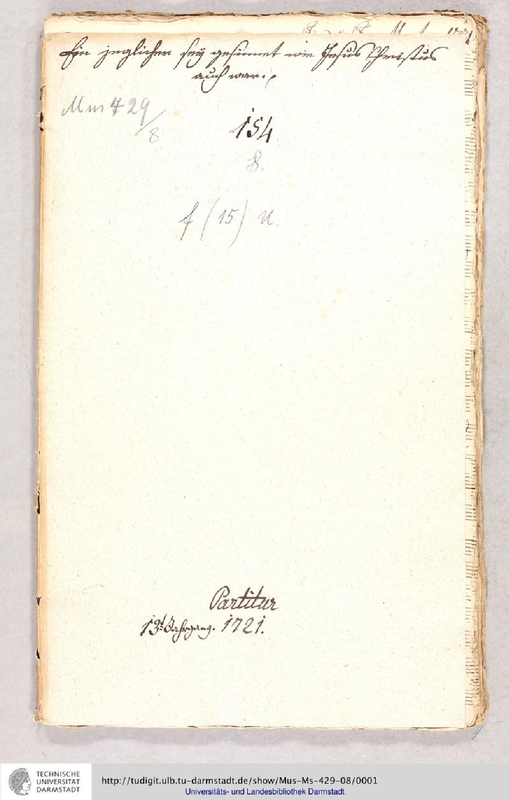 Ein jeglicher sey gesinnet wie Jesus Christus
auch war.
Mus 429
/8
154
8.
f (15) u.
Partitur
13t Jahrgang. 1721.
TECHNISCHE
UNIVERSITÄT
DARMSTADT
http://tudigit.ulb.tu-darmstadt.de/show/Mus-Ms-429-08/0001
Universitäts- und Landesbibliothek Darmstadt